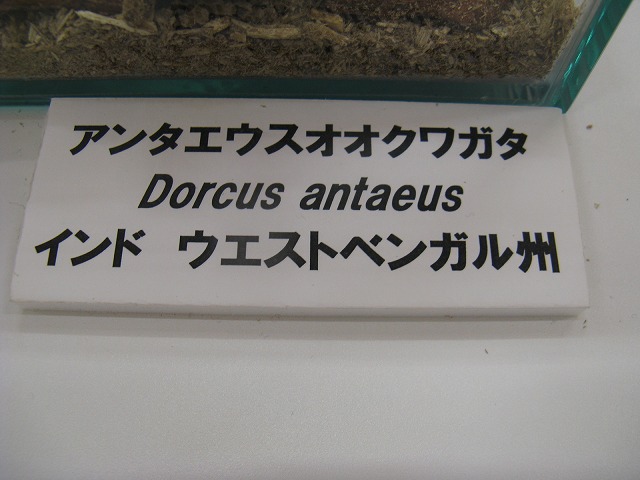 アンタエウスオオクワガタ
Dorcus antaeus
インド　ウエストベンガル州